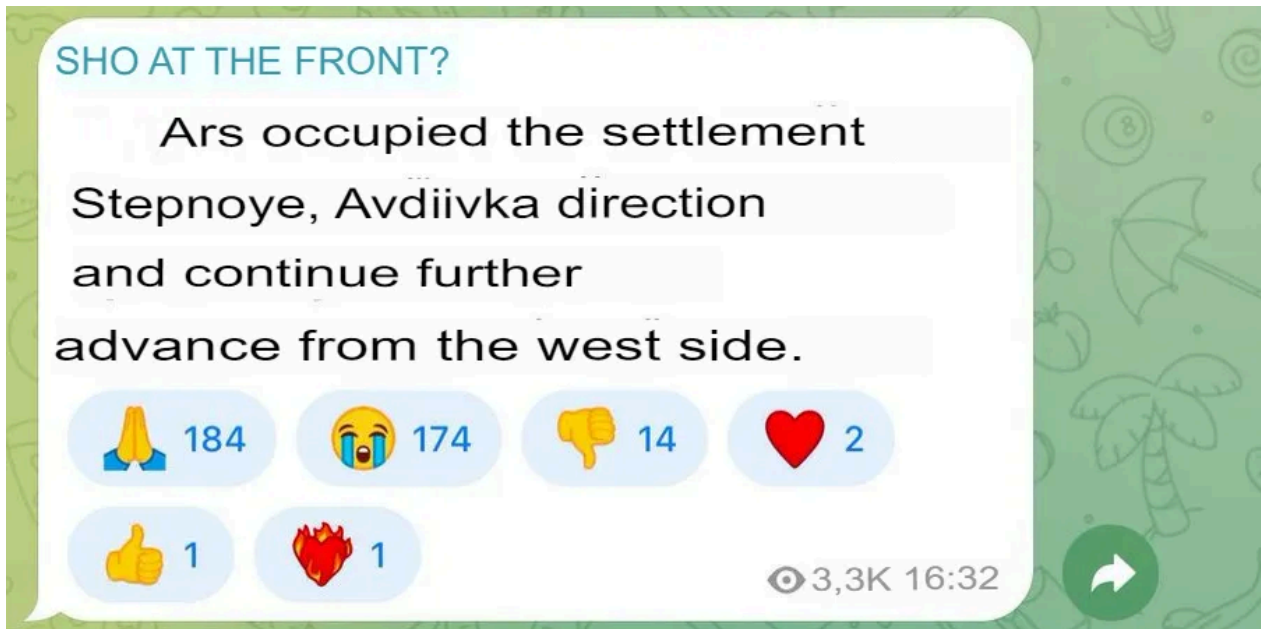 SHO AT THE FRONT?
Ars occupied the settlement
Stepnoye, Avdiivka direction
and continue further
advance from the west side.
184 174 14 2
1 1
3,3K 16:32